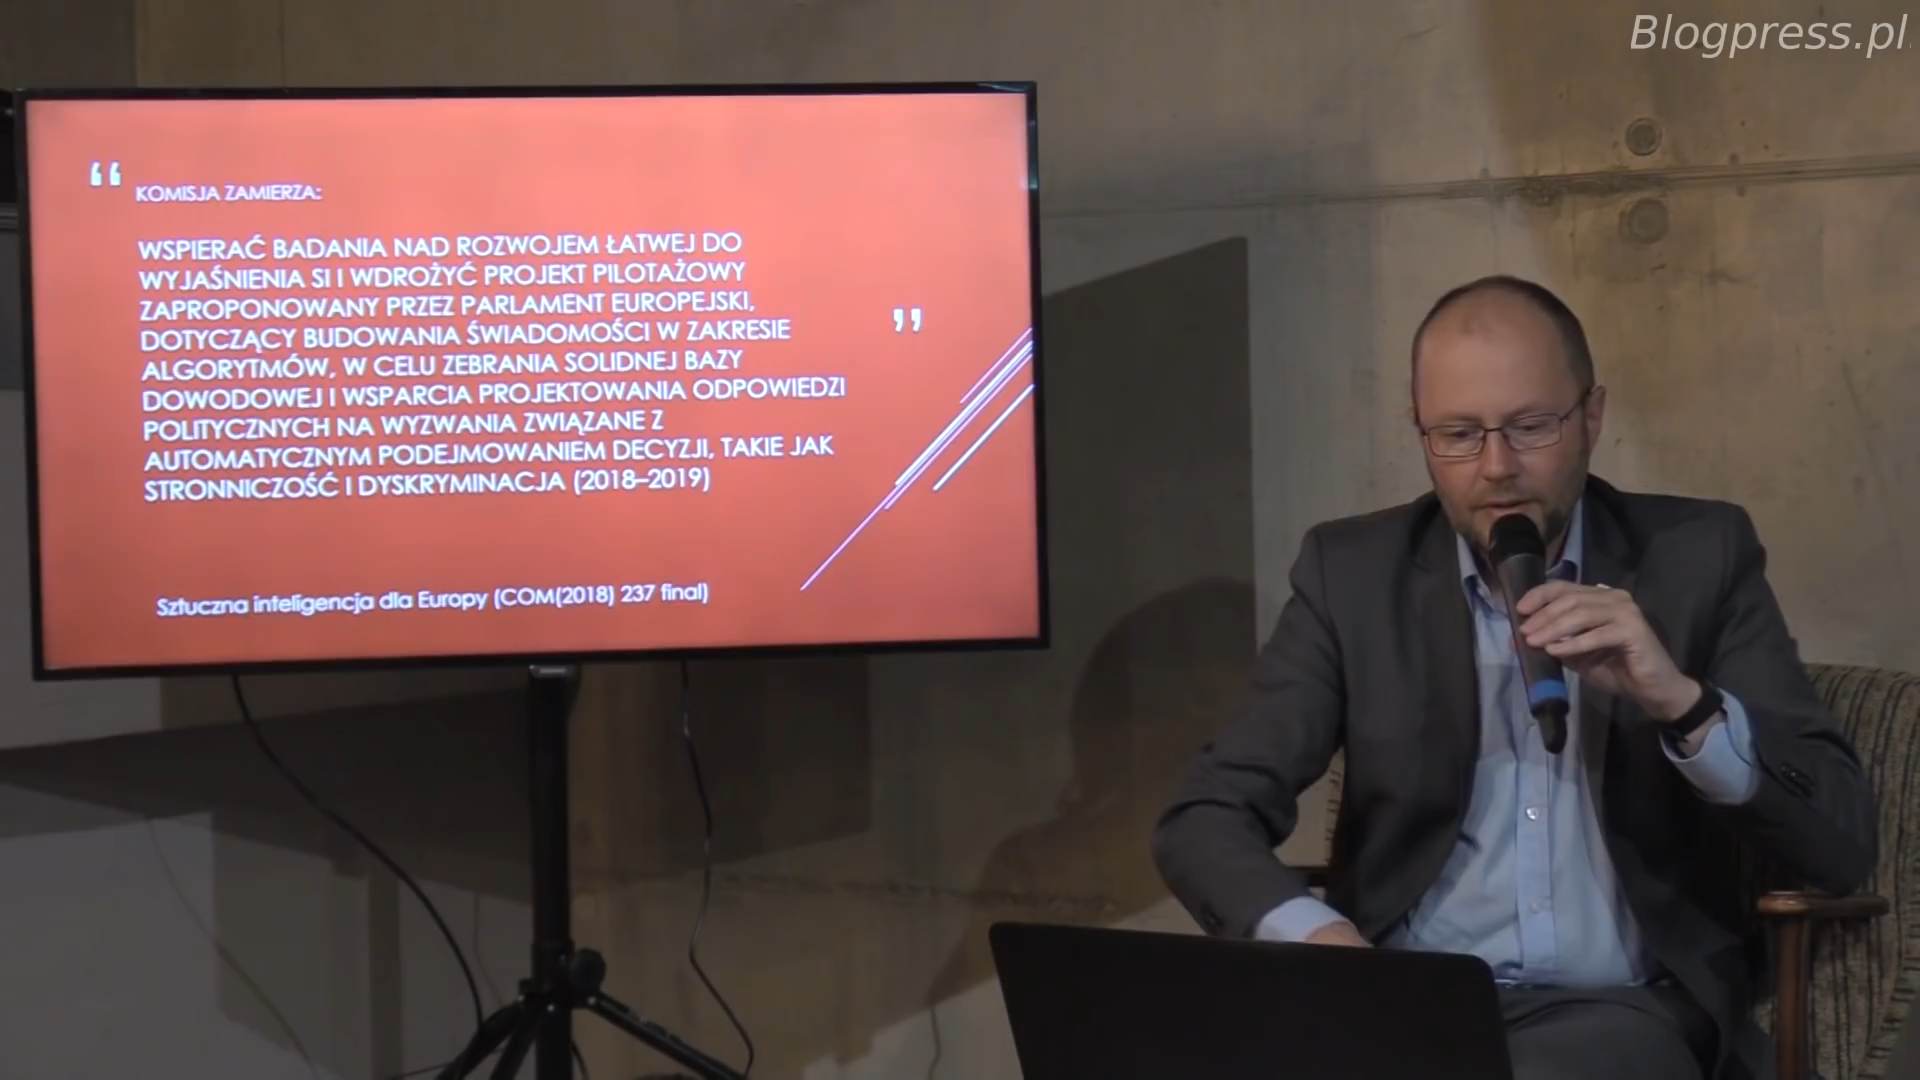 Blogpress.pl
“
KOMISJA ZAMIERZA:
WSPIERAĆ BADANIA NAD ROZWOJEM ŁATWEJ DO
WYJAŚNIENIA SI I WDROŻYĆ PROJEKT PILOTAŻOWY
ZAPROPONOWANY PRZEZ PARLAMENT EUROPEJSKI,
DOTYCZĄCY BUDOWANIA ŚWIADOMOŚCI W ZAKRESIE
ALGORYTMÓW, W CELU ZEBRANIA SOLIDNEJ BAZY
DOWODOWEJ I WSPARCIA PROJEKTOWANIA ODPOWIEDZI
POLITYCZNYCH NA WYZWANIA ZWIĄZANE Z
AUTOMATYCZNYM PODEJMOWANIEM DECYZJI, TAKIE JAK
STRONNICZOŚĆ I DYSKRYMINACJA (2018–2019)
”
Sztuczna inteligencja dla Europy (COM(2018) 237 final)